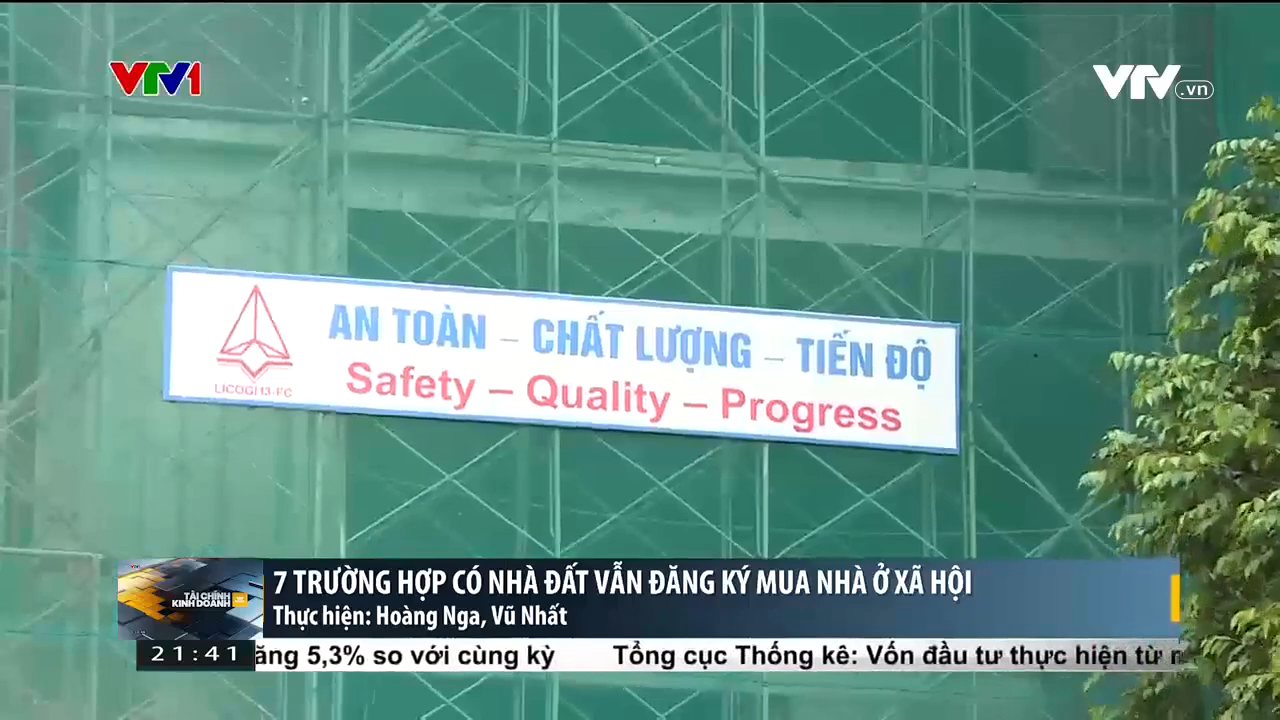 VTV1
VTV.vn
AN TOÀN – CHẤT LƯỢNG – TIẾN ĐỘ
Safety – Quality – Progress
LICOGI 13-FC
7 TRƯỜNG HỢP CÓ NHÀ ĐẤT VẪN ĐĂNG KÝ MUA NHÀ Ở XÃ HỘI
TÀI CHÍNH
KINH DOANH
Thực hiện: Hoàng Nga, Vũ Nhất
21:41 ăng 5,3% so với cùng kỳ Tổng cục Thống kê: Vốn đầu tư thực hiện từ